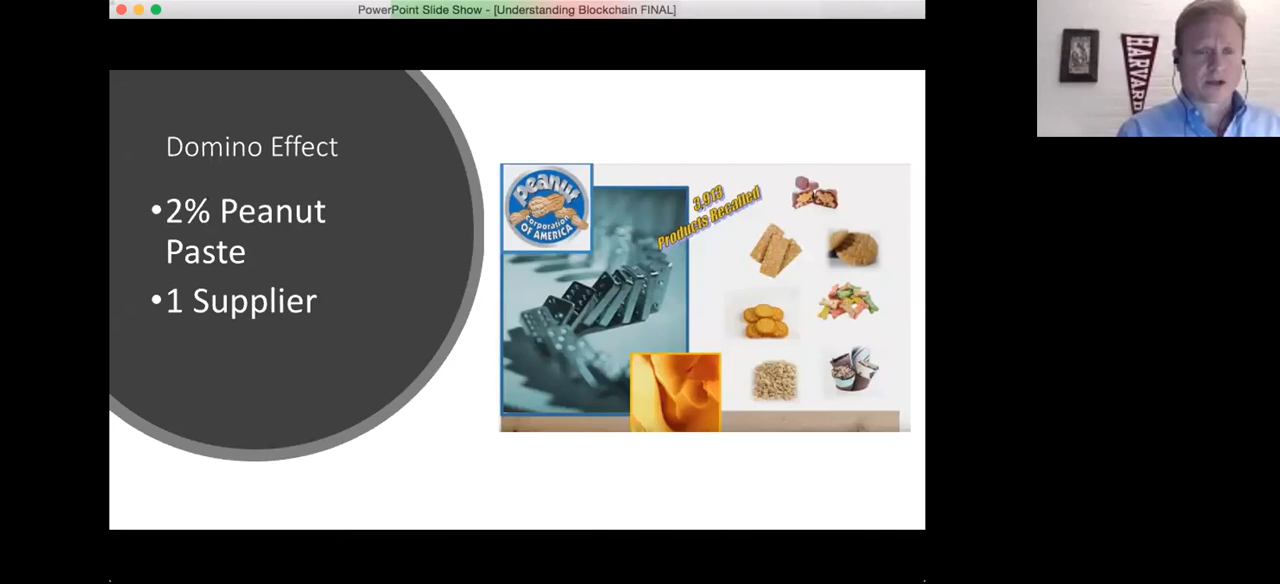 PowerPoint Slide Show - [Understanding Blockchain FINAL]
HARVARD
Domino Effect
•2% Peanut
Paste
•1 Supplier
peanut
Corporation
OF AMERICA
3,913
Products Recalled